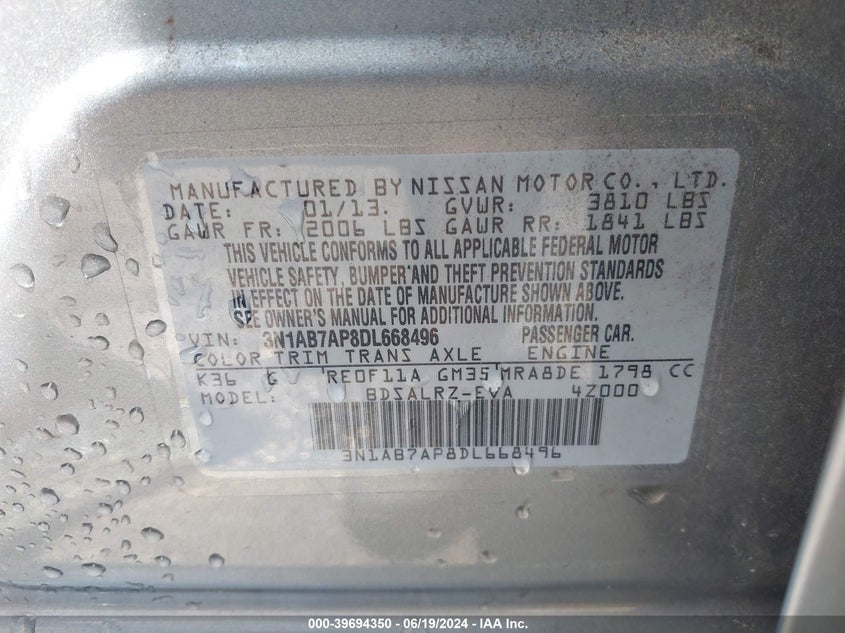 MANUFACTURED BY NISSAN MOTOR CO., LTD.
DATE: 01/13. GVWR: 3810 LBS
GAWR FR: 2006 LBS GAWR RR: 1841 LBS
THIS VEHICLE CONFORMS TO ALL APPLICABLE FEDERAL MOTOR
VEHICLE SAFETY, BUMPER AND THEFT PREVENTION STANDARDS
IN EFFECT ON THE DATE OF MANUFACTURE SHOWN ABOVE.
SEE OWNER'S MANUAL FOR ADDITIONAL INFORMATION.
VIN: 3N1AB7AP8DL668496 PASSENGER CAR.
COLOR TRIM TRANS AXLE ENGINE
K36 G RE0F11A GM35 MRA8DE 1798 CC
MODEL: BDSALRZ-EVA 4Z000
3N1AB7AP8DL668496
000-39694350 | 06/19/2024 - IAA Inc.